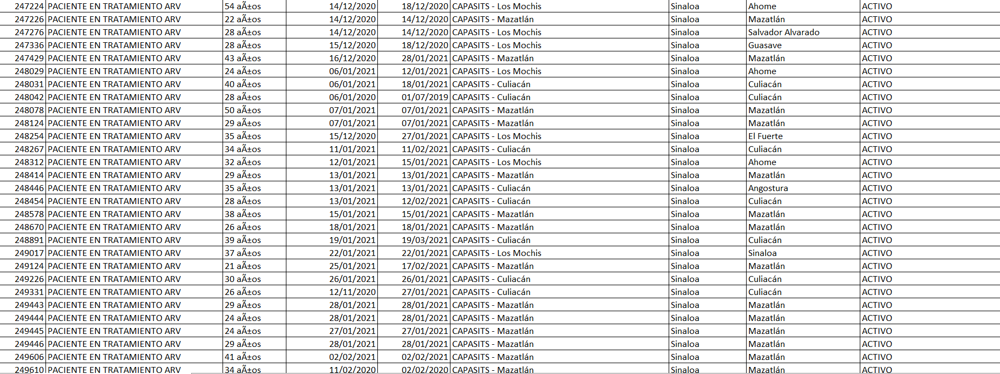 247224 PACIENTE EN TRATAMIENTO ARV 54 aÃ±os 14/12/2020 18/12/2020 CAPASITS - Los Mochis Sinaloa Ahome ACTIVO
247226 PACIENTE EN TRATAMIENTO ARV 22 aÃ±os 14/12/2020 14/12/2020 CAPASITS - Mazatlán Sinaloa Mazatlán ACTIVO
247276 PACIENTE EN TRATAMIENTO ARV 28 aÃ±os 14/12/2020 14/12/2020 CAPASITS - Los Mochis Sinaloa Salvador Alvarado ACTIVO
247336 PACIENTE EN TRATAMIENTO ARV 28 aÃ±os 15/12/2020 18/12/2020 CAPASITS - Los Mochis Sinaloa Guasave ACTIVO
247429 PACIENTE EN TRATAMIENTO ARV 43 aÃ±os 16/12/2020 28/01/2021 CAPASITS - Mazatlán Sinaloa Mazatlán ACTIVO
248029 PACIENTE EN TRATAMIENTO ARV 24 aÃ±os 06/01/2021 12/01/2021 CAPASITS - Los Mochis Sinaloa Ahome ACTIVO
248031 PACIENTE EN TRATAMIENTO ARV 40 aÃ±os 06/01/2021 18/01/2021 CAPASITS - Culiacán Sinaloa Culiacán ACTIVO
248042 PACIENTE EN TRATAMIENTO ARV 28 aÃ±os 06/01/2020 01/07/2019 CAPASITS - Culiacán Sinaloa Culiacán ACTIVO
248078 PACIENTE EN TRATAMIENTO ARV 50 aÃ±os 07/01/2021 07/01/2021 CAPASITS - Mazatlán Sinaloa Mazatlán ACTIVO
248124 PACIENTE EN TRATAMIENTO ARV 29 aÃ±os 07/01/2021 07/01/2021 CAPASITS - Mazatlán Sinaloa Mazatlán ACTIVO
248254 PACIENTE EN TRATAMIENTO ARV 35 aÃ±os 15/12/2020 27/01/2021 CAPASITS - Los Mochis Sinaloa El Fuerte ACTIVO
248267 PACIENTE EN TRATAMIENTO ARV 34 aÃ±os 11/01/2021 11/02/2021 CAPASITS - Culiacán Sinaloa Culiacán ACTIVO
248312 PACIENTE EN TRATAMIENTO ARV 32 aÃ±os 12/01/2021 15/01/2021 CAPASITS - Los Mochis Sinaloa Ahome ACTIVO
248414 PACIENTE EN TRATAMIENTO ARV 29 aÃ±os 13/01/2021 13/01/2021 CAPASITS - Mazatlán Sinaloa Mazatlán ACTIVO
248446 PACIENTE EN TRATAMIENTO ARV 35 aÃ±os 13/01/2021 13/01/2021 CAPASITS - Culiacán Sinaloa Angostura ACTIVO
248454 PACIENTE EN TRATAMIENTO ARV 28 aÃ±os 13/01/2021 12/02/2021 CAPASITS - Culiacán Sinaloa Culiacán ACTIVO
248578 PACIENTE EN TRATAMIENTO ARV 38 aÃ±os 15/01/2021 15/01/2021 CAPASITS - Mazatlán Sinaloa Mazatlán ACTIVO
248670 PACIENTE EN TRATAMIENTO ARV 26 aÃ±os 18/01/2021 18/01/2021 CAPASITS - Mazatlán Sinaloa Mazatlán ACTIVO
248891 PACIENTE EN TRATAMIENTO ARV 39 aÃ±os 19/01/2021 19/03/2021 CAPASITS - Culiacán Sinaloa Culiacán ACTIVO
249017 PACIENTE EN TRATAMIENTO ARV 37 aÃ±os 22/01/2021 22/01/2021 CAPASITS - Los Mochis Sinaloa Sinaloa ACTIVO
249124 PACIENTE EN TRATAMIENTO ARV 21 aÃ±os 25/01/2021 17/02/2021 CAPASITS - Mazatlán Sinaloa Mazatlán ACTIVO
249226 PACIENTE EN TRATAMIENTO ARV 30 aÃ±os 26/01/2021 26/01/2021 CAPASITS - Culiacán Sinaloa Culiacán ACTIVO
249331 PACIENTE EN TRATAMIENTO ARV 26 aÃ±os 12/11/2020 27/01/2021 CAPASITS - Culiacán Sinaloa Culiacán ACTIVO
249443 PACIENTE EN TRATAMIENTO ARV 29 aÃ±os 28/01/2021 28/01/2021 CAPASITS - Mazatlán Sinaloa Mazatlán ACTIVO
249444 PACIENTE EN TRATAMIENTO ARV 24 aÃ±os 28/01/2021 28/01/2021 CAPASITS - Mazatlán Sinaloa Mazatlán ACTIVO
249445 PACIENTE EN TRATAMIENTO ARV 24 aÃ±os 27/01/2021 27/01/2021 CAPASITS - Mazatlán Sinaloa Mazatlán ACTIVO
249446 PACIENTE EN TRATAMIENTO ARV 29 aÃ±os 28/01/2021 28/01/2021 CAPASITS - Mazatlán Sinaloa Mazatlán ACTIVO
249606 PACIENTE EN TRATAMIENTO ARV 41 aÃ±os 02/02/2021 02/02/2021 CAPASITS - Mazatlán Sinaloa Mazatlán ACTIVO
249610 PACIENTE EN TRATAMIENTO ARV 34 aÃ±os 11/02/2020 02/02/2020 CAPASITS - Mazatlán Sinaloa Mazatlán ACTIVO